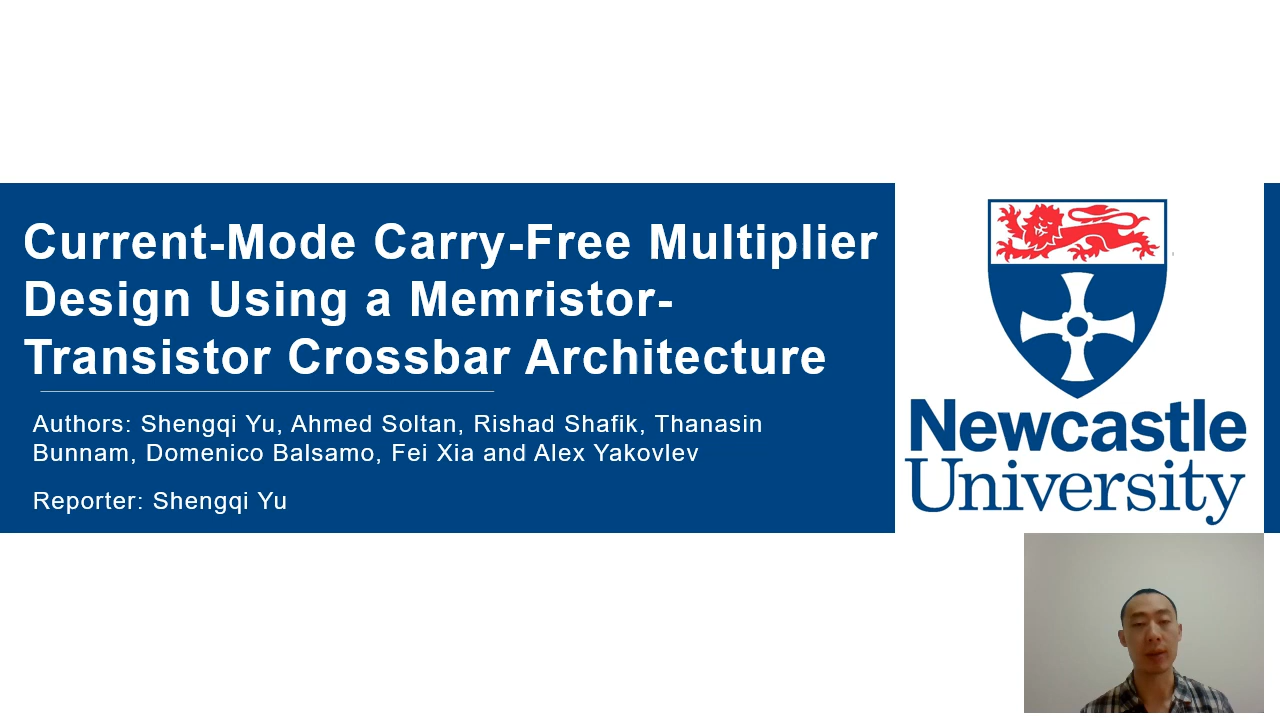 Current-Mode Carry-Free Multiplier
Design Using a Memristor-
Transistor Crossbar Architecture
Authors: Shengqi Yu, Ahmed Soltan, Rishad Shafik, Thanasin
Bunnam, Domenico Balsamo, Fei Xia and Alex Yakovlev
Reporter: Shengqi Yu
Newcastle
University